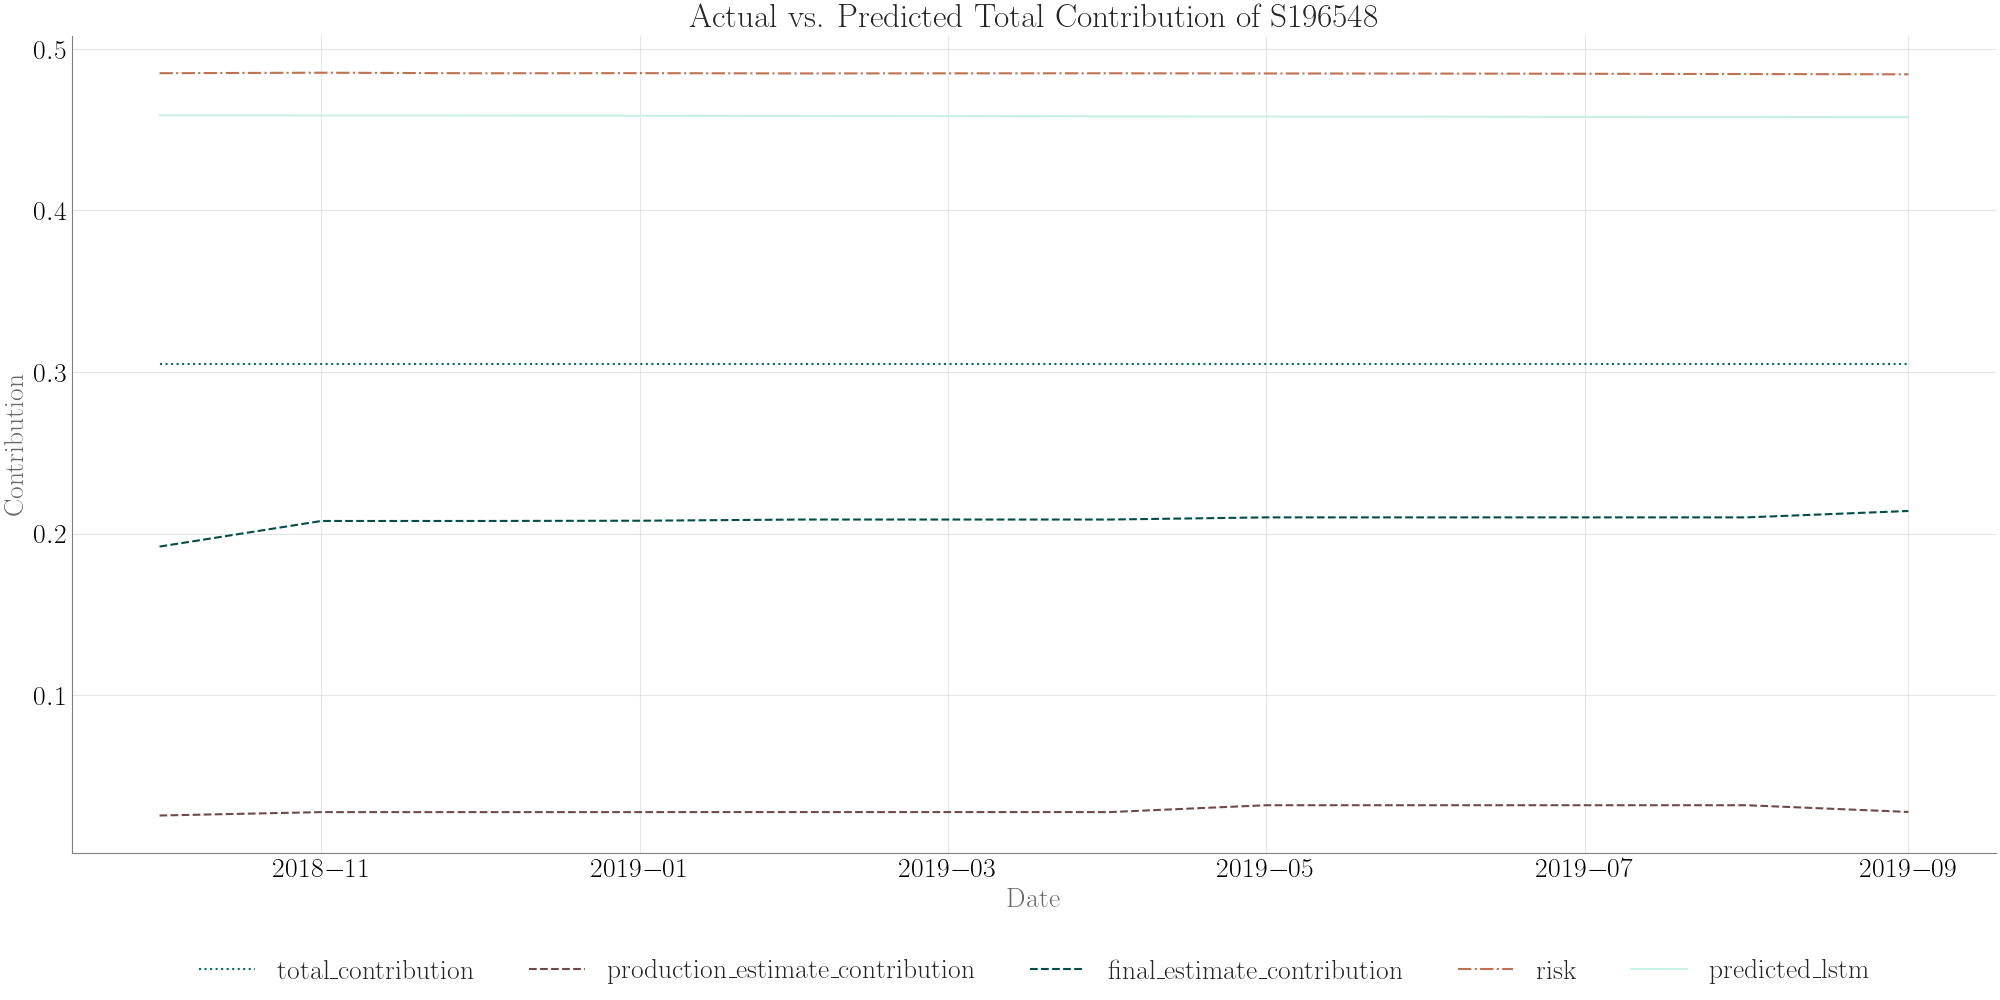 Actual vs. Predicted Total Contribution of S196548
0.5
0.4
0.3
0.2
0.1
Contribution
2018–11 2019–01 2019–03 2019–05 2019–07 2019–09
Date
total_contribution production_estimate_contribution final_estimate_contribution risk predicted_lstm